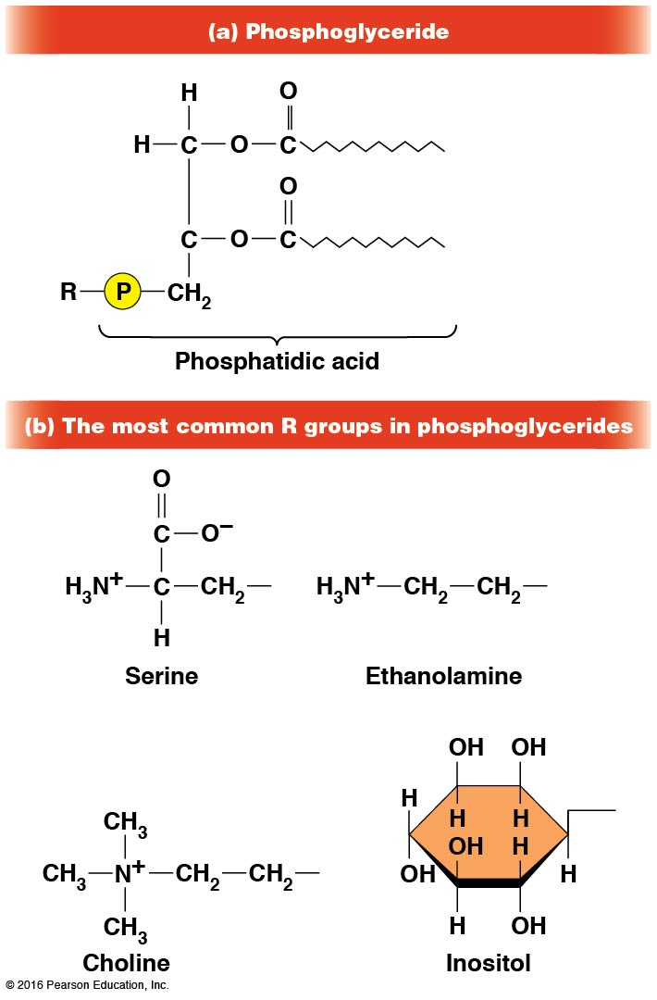 (a) Phosphoglyceride
H O
H—C—O—C
O
C—O—C
R—P—CH₂
Phosphatidic acid
(b) The most common R groups in phosphoglycerides
O
C—O⁻
H₃N⁺—C—CH₂—
H
Serine
H₃N⁺—CH₂—CH₂—
Ethanolamine
CH₃
CH₃—N⁺—CH₂—CH₂—
CH₃
Choline
OH OH
H
H H
OH H
OH H
H OH
Inositol
© 2016 Pearson Education, Inc.